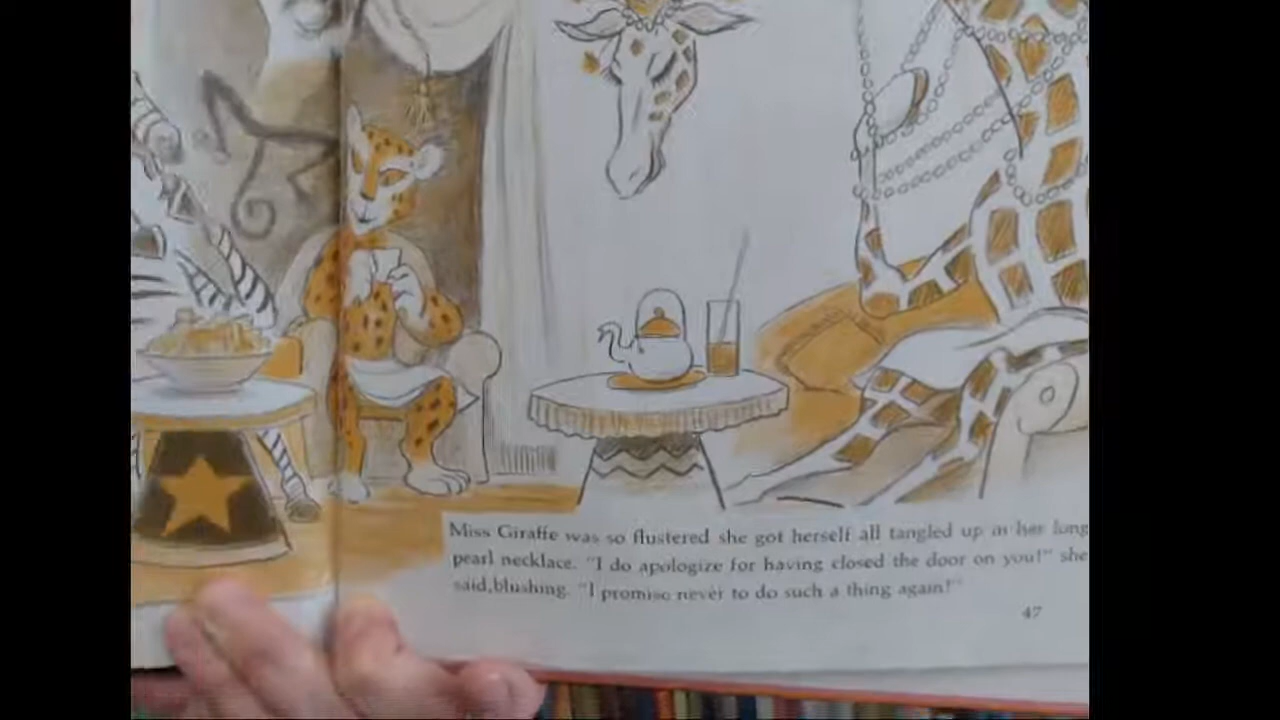 Miss Giraffe was so flustered she got herself all tangled up in her long
pearl necklace. "I do apologize for having closed the door on you!" she
said, blushing. "I promise never to do such a thing again!"
47